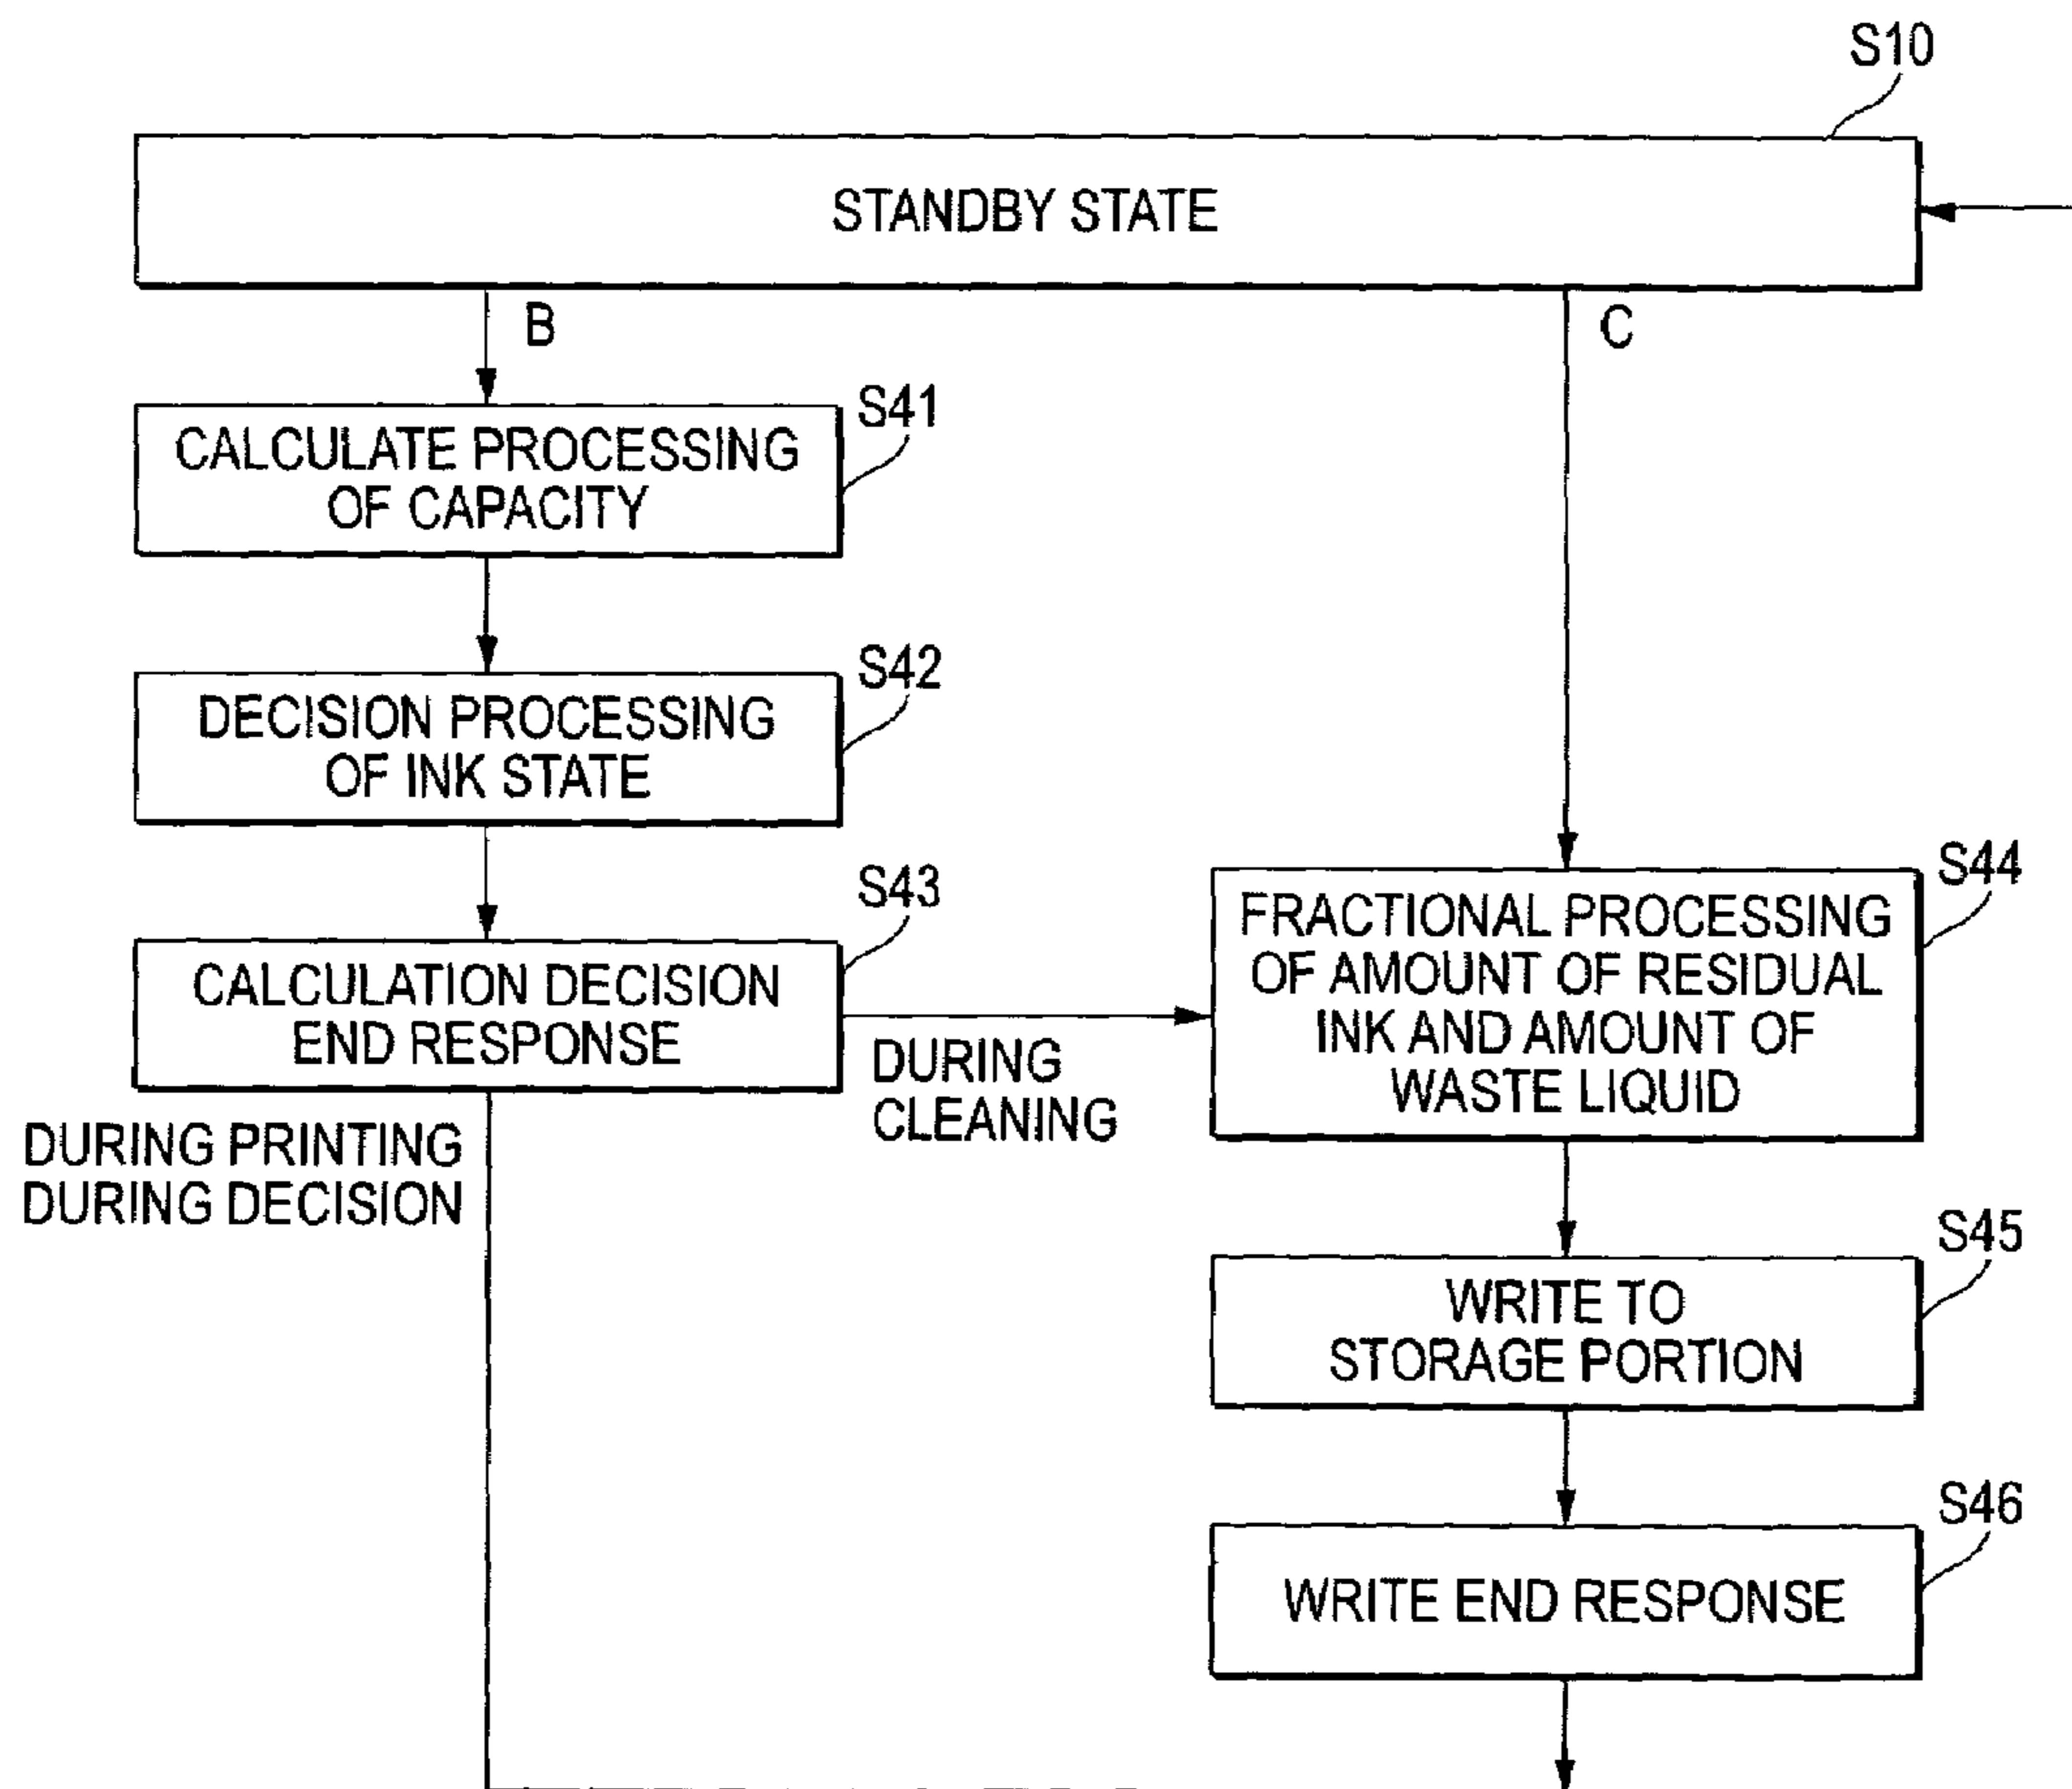 S10
STANDBY STATE
B
C
S41
CALCULATE PROCESSING
OF CAPACITY
S42
DECISION PROCESSING
OF INK STATE
S43
CALCULATION DECISION
END RESPONSE
DURING
CLEANING
DURING PRINTING
DURING DECISION
S44
FRACTIONAL PROCESSING
OF AMOUNT OF RESIDUAL
INK AND AMOUNT OF
WASTE LIQUID
S45
WRITE TO
STORAGE PORTION
S46
WRITE END RESPONSE